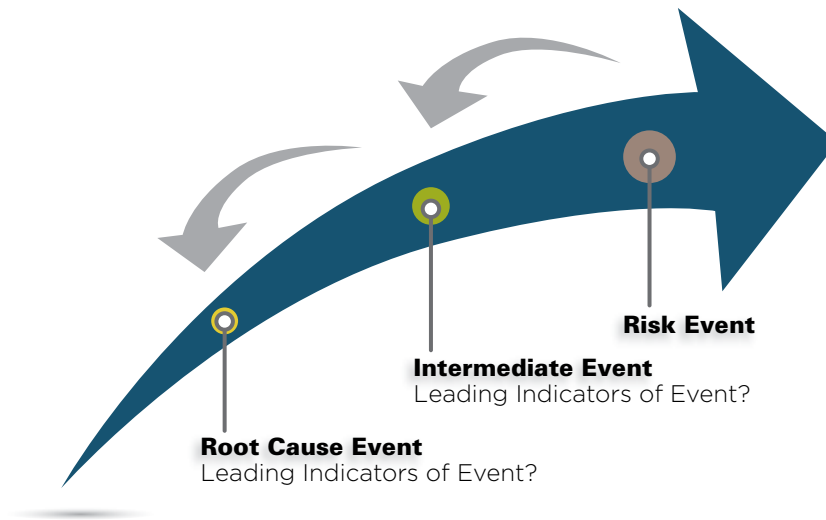 Risk Event
Intermediate Event
Leading Indicators of Event?
Root Cause Event
Leading Indicators of Event?